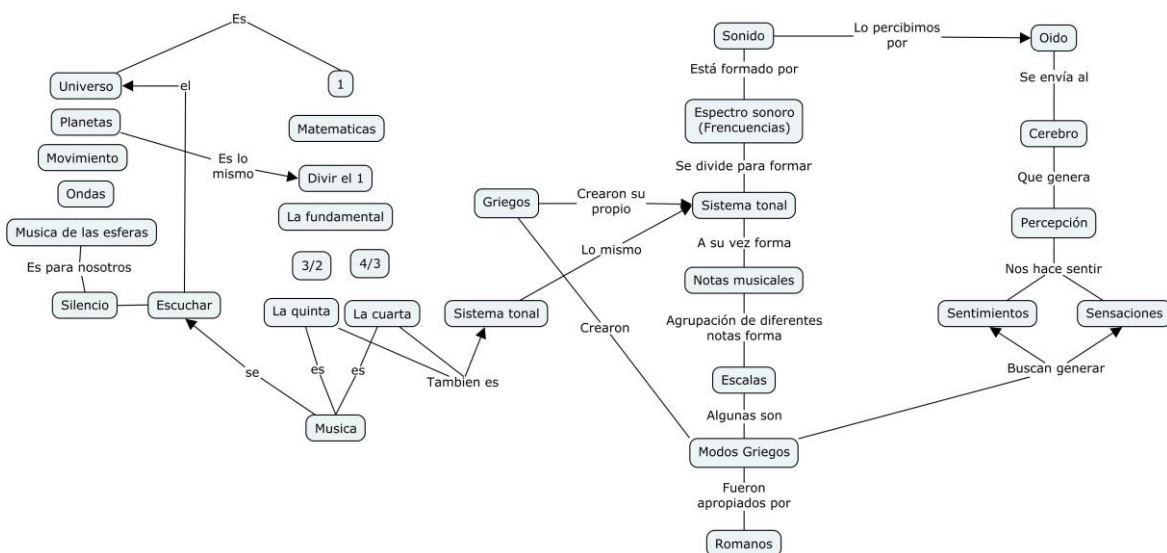 Es
Universo
el
1
Planetas
Matematicas
Movimiento
Es lo
mismo
Divir el 1
Ondas
La fundamental
Musica de las esferas
Es para nosotros
3/2
4/3
Silencio
Escuchar
La quinta
La cuarta
se
es
es
Tambien es
Musica
Sistema tonal
Lo mismo
Griegos
Crearon su
propio
Crearon
Sonido
Lo percibimos
por
Oido
Está formado por
Espectro sonoro
(Frencuencias)
Se divide para formar
Sistema tonal
A su vez forma
Notas musicales
Agrupación de diferentes
notas forma
Escalas
Algunas son
Modos Griegos
Fueron
apropiados por
Romanos
Se envía al
Cerebro
Que genera
Percepción
Nos hace sentir
Sentimientos
Sensaciones
Buscan generar